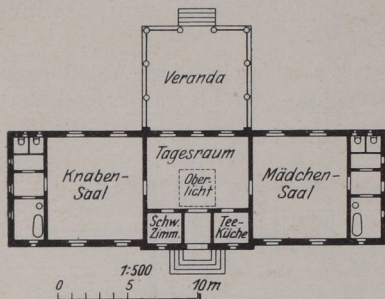 Veranda
Tagesraum
Knaben-
Saal
Ober-
licht
Mädchen-
Saal
Schw.
Zimm.
Tee-
Küche
1:500
0 5 10m